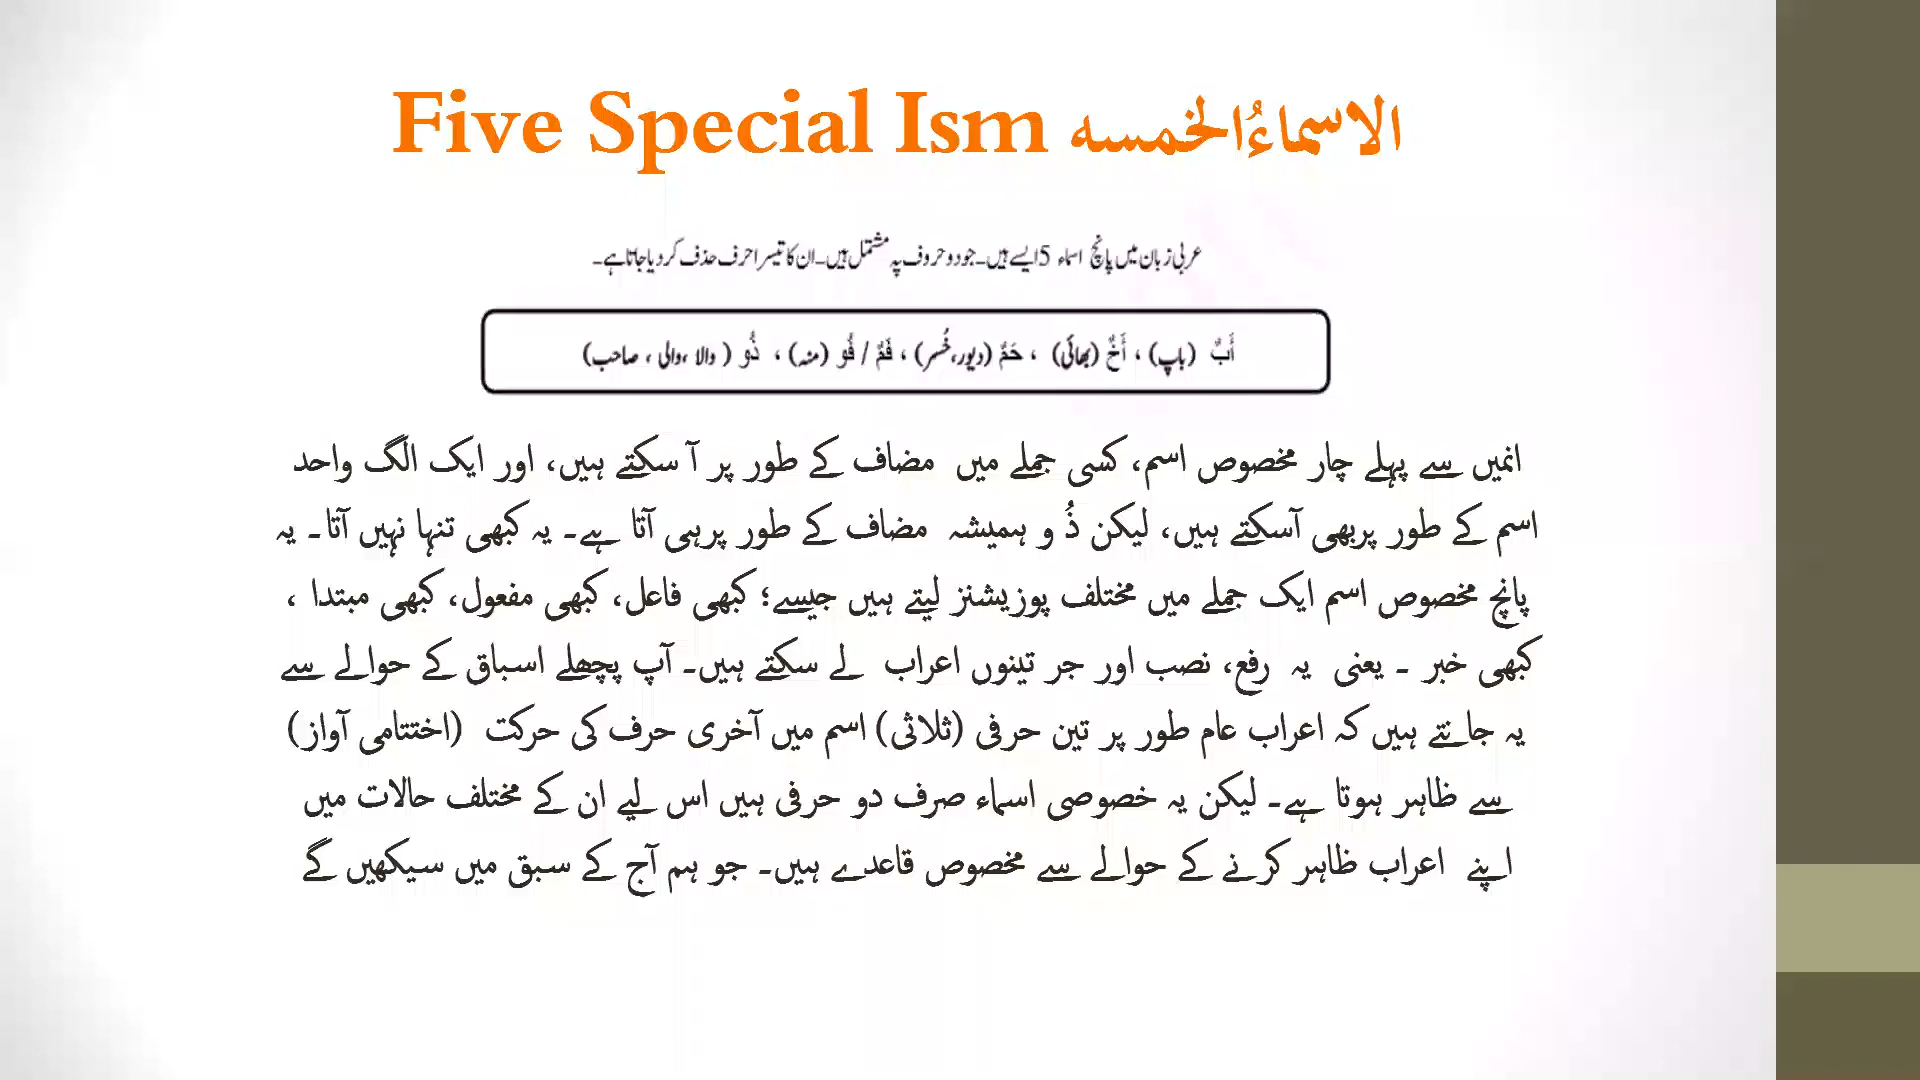 Five Special Ism الاسماءُالخمسہ
عربی زبان میں پانچ اسماء 5ایسے ہیں۔جو دو حروف پہ مشتمل ہیں۔ان کا تیسرا حرف حذف کر دیا جاتا ہے۔
أَبٌ (باپ) ، أَخٌ (بھائی) ، حَمٌ (دیور،خُسر) ، فَمٌ / فُو (منہ) ، ذُو ( والا ،والی ، صاحب)
انمیں سے پہلے چار مخصوص اسم، کسی جملے میں مضاف کے طور پر آ سکتے ہیں، اور ایک الگ واحد
اسم کے طور پربھی آسکتے ہیں، لیکن ذُ و ہمیشہ مضاف کے طور پرہی آتا ہے۔ یہ کبھی تنہا نہیں آتا۔ یہ
پانچ مخصوص اسم ایک جملے میں مختلف پوزیشنز لیتے ہیں جیسے؛ کبھی فاعل، کبھی مفعول، کبھی مبتدا ،
کبھی خبر ۔ یعنی یہ رفع، نصب اور جر تینوں اعراب لے سکتے ہیں۔ آپ پچھلے اسباق کے حوالے سے
یہ جانتے ہیں کہ اعراب عام طور پر تین حرفی (ثلاثی) اسم میں آخری حرف کی حرکت (اختتامی آواز)
سے ظاہر ہوتا ہے۔ لیکن یہ خصوصی اسماء صرف دو حرفی ہیں اس لیے ان کے مختلف حالات میں
اپنے اعراب ظاہر کرنے کے حوالے سے مخصوص قاعدے ہیں۔ جو ہم آج کے سبق میں سیکھیں گے